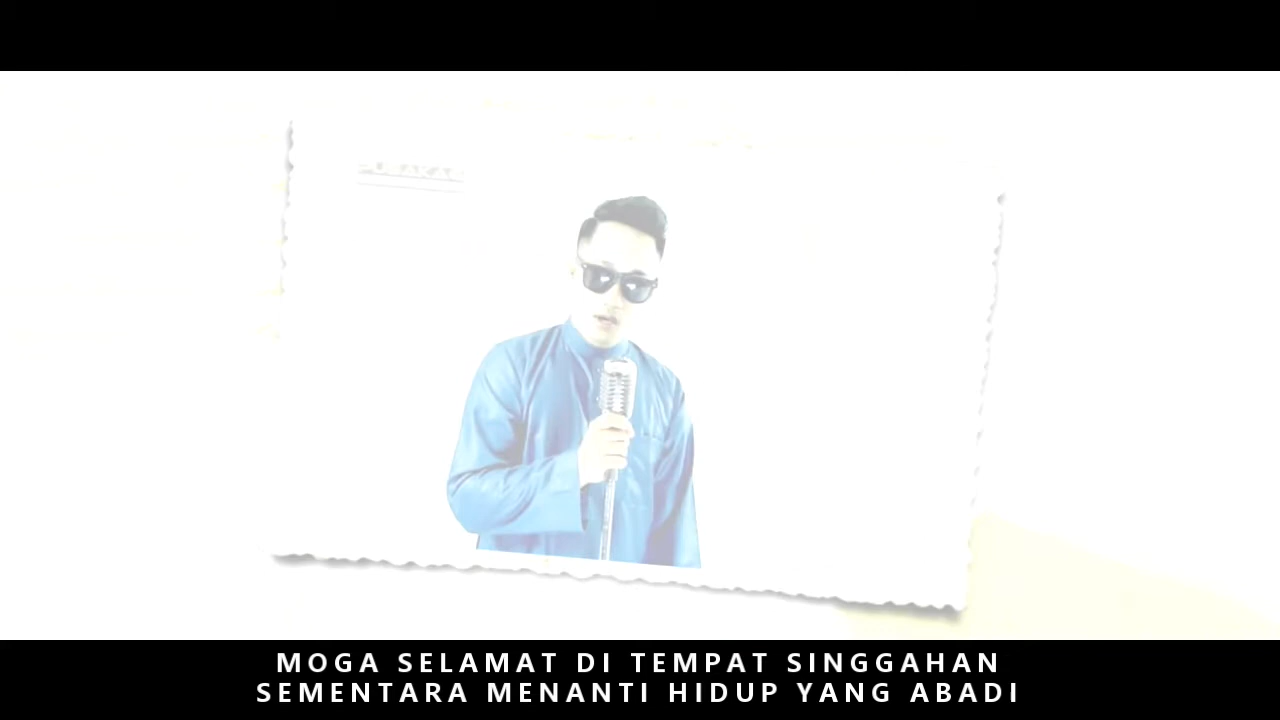 MOGA SELAMAT DI TEMPAT SINGGAHAN
SEMENTARA MENANTI HIDUP YANG ABADI